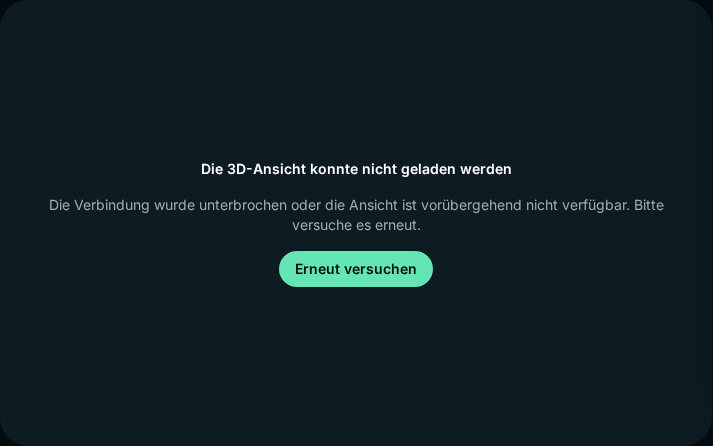 Die 3D-Ansicht konnte nicht geladen werden
Die Verbindung wurde unterbrochen oder die Ansicht ist vorübergehend nicht verfügbar. Bitte
versuche es erneut.
Erneut versuchen